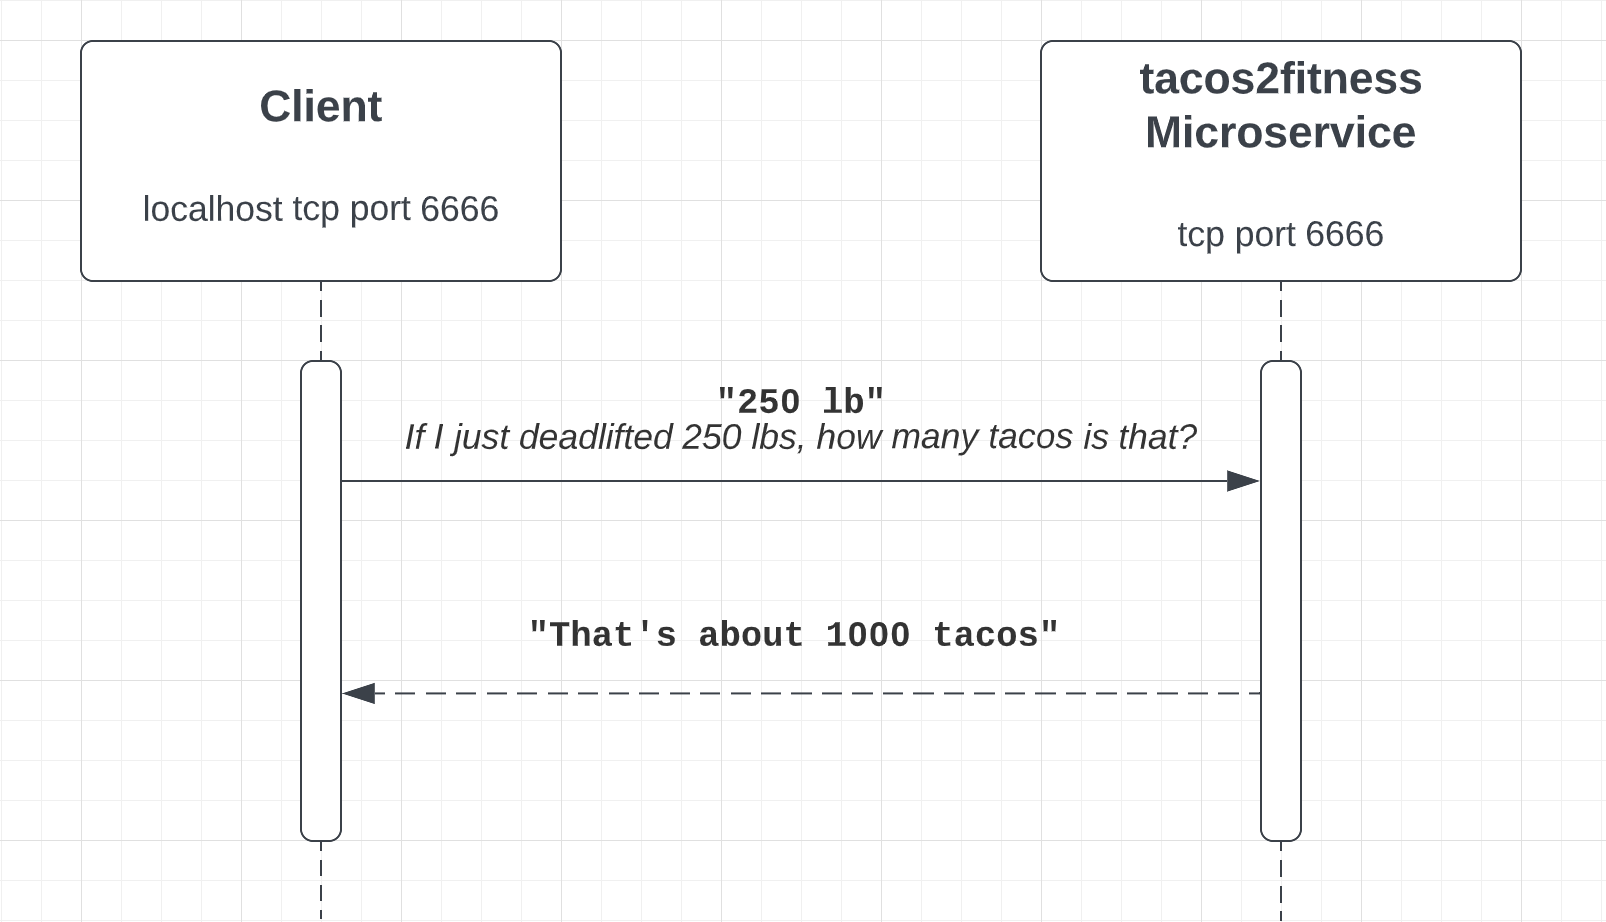 Client
localhost tcp port 6666
tacos2fitness
Microservice
tcp port 6666
"250 lb"
If I just deadlifted 250 lbs, how many tacos is that?
"That's about 1000 tacos"